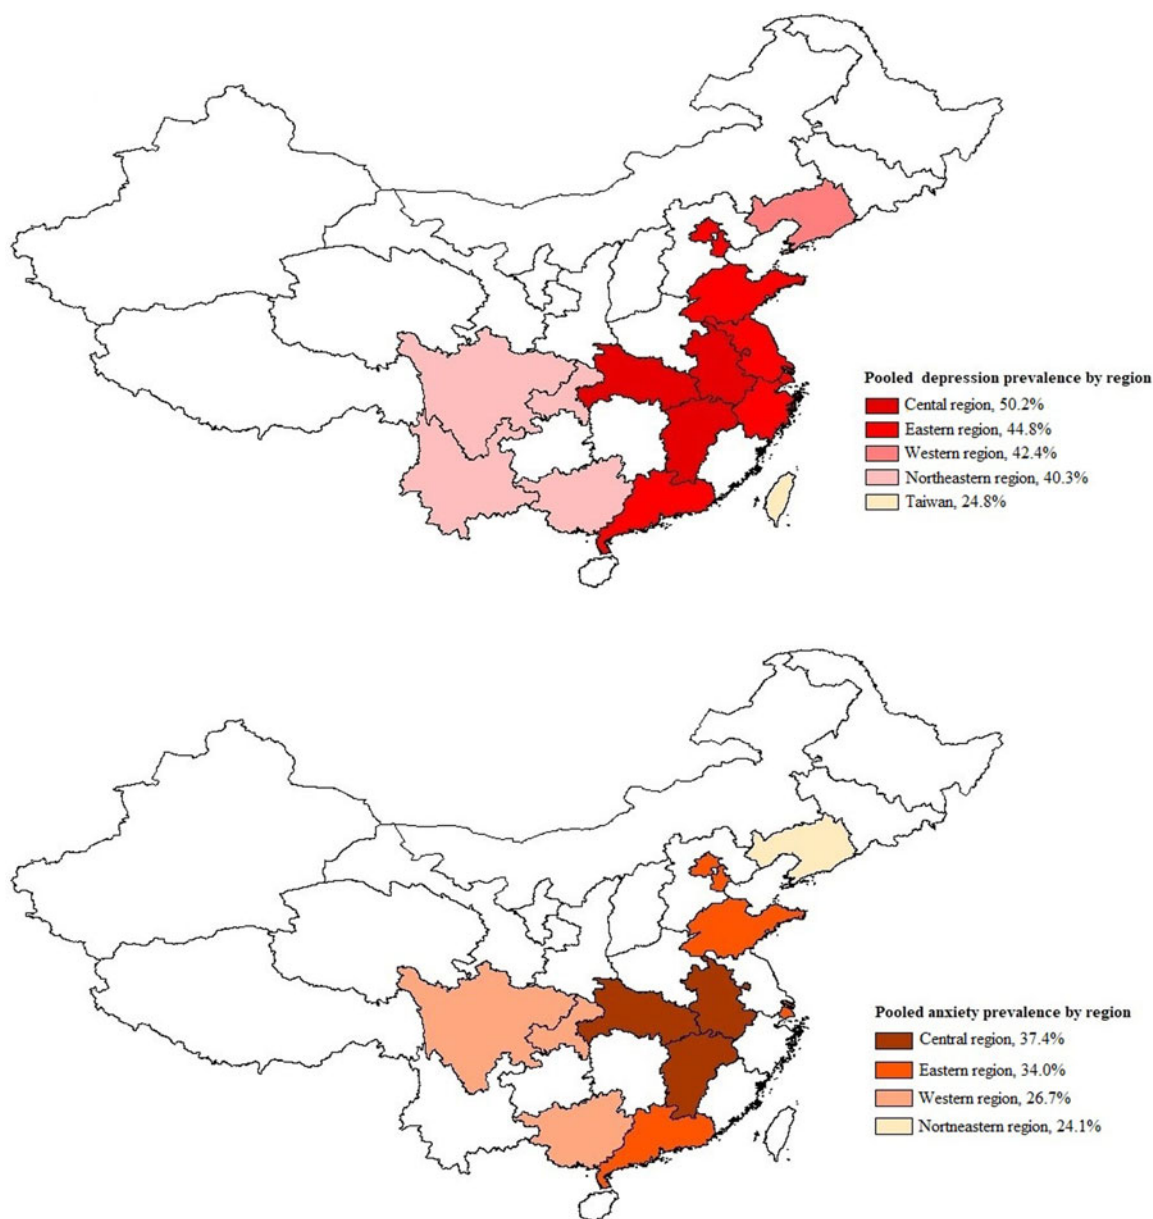 Pooled depression prevalence by region
Cental region, 50.2%
Eastern region, 44.8%
Western region, 42.4%
Northeastern region, 40.3%
Taiwan, 24.8%
Pooled anxiety prevalence by region
Central region, 37.4%
Eastern region, 34.0%
Western region, 26.7%
Nortneastern region, 24.1%